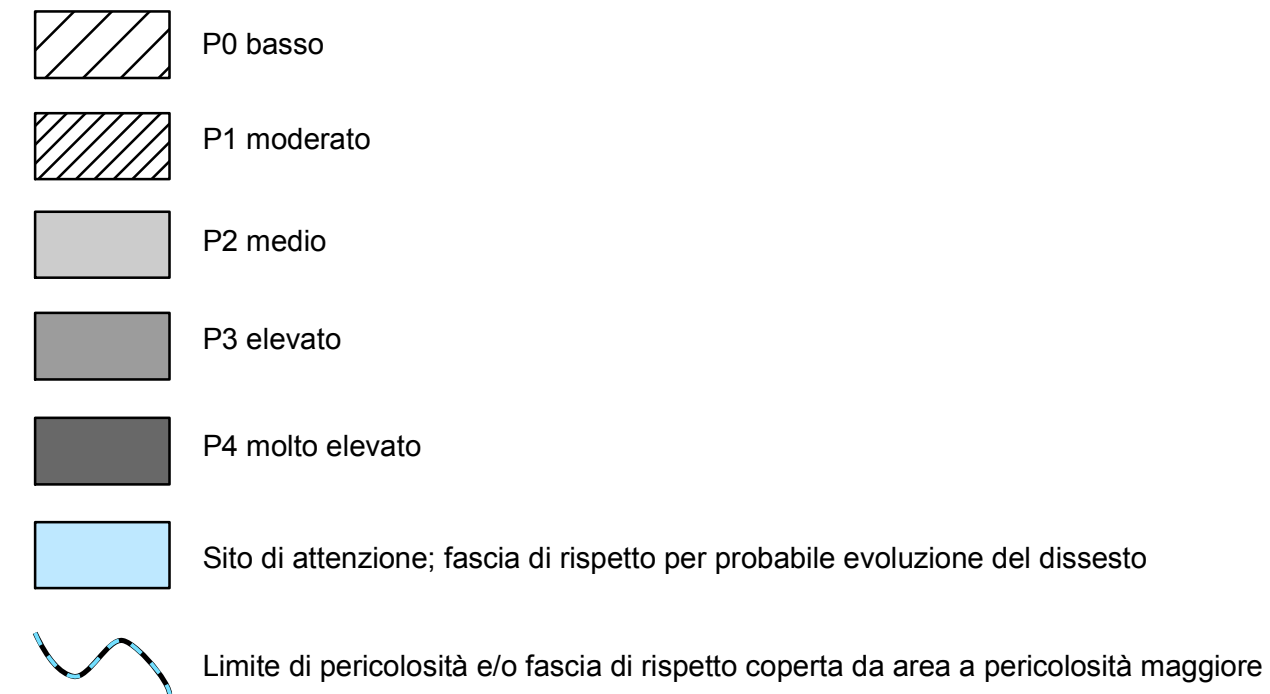 P0 basso
P1 moderato
P2 medio
P3 elevato
P4 molto elevato
Sito di attenzione; fascia di rispetto per probabile evoluzione del dissesto
Limite di pericolosità e/o fascia di rispetto coperta da area a pericolosità maggiore